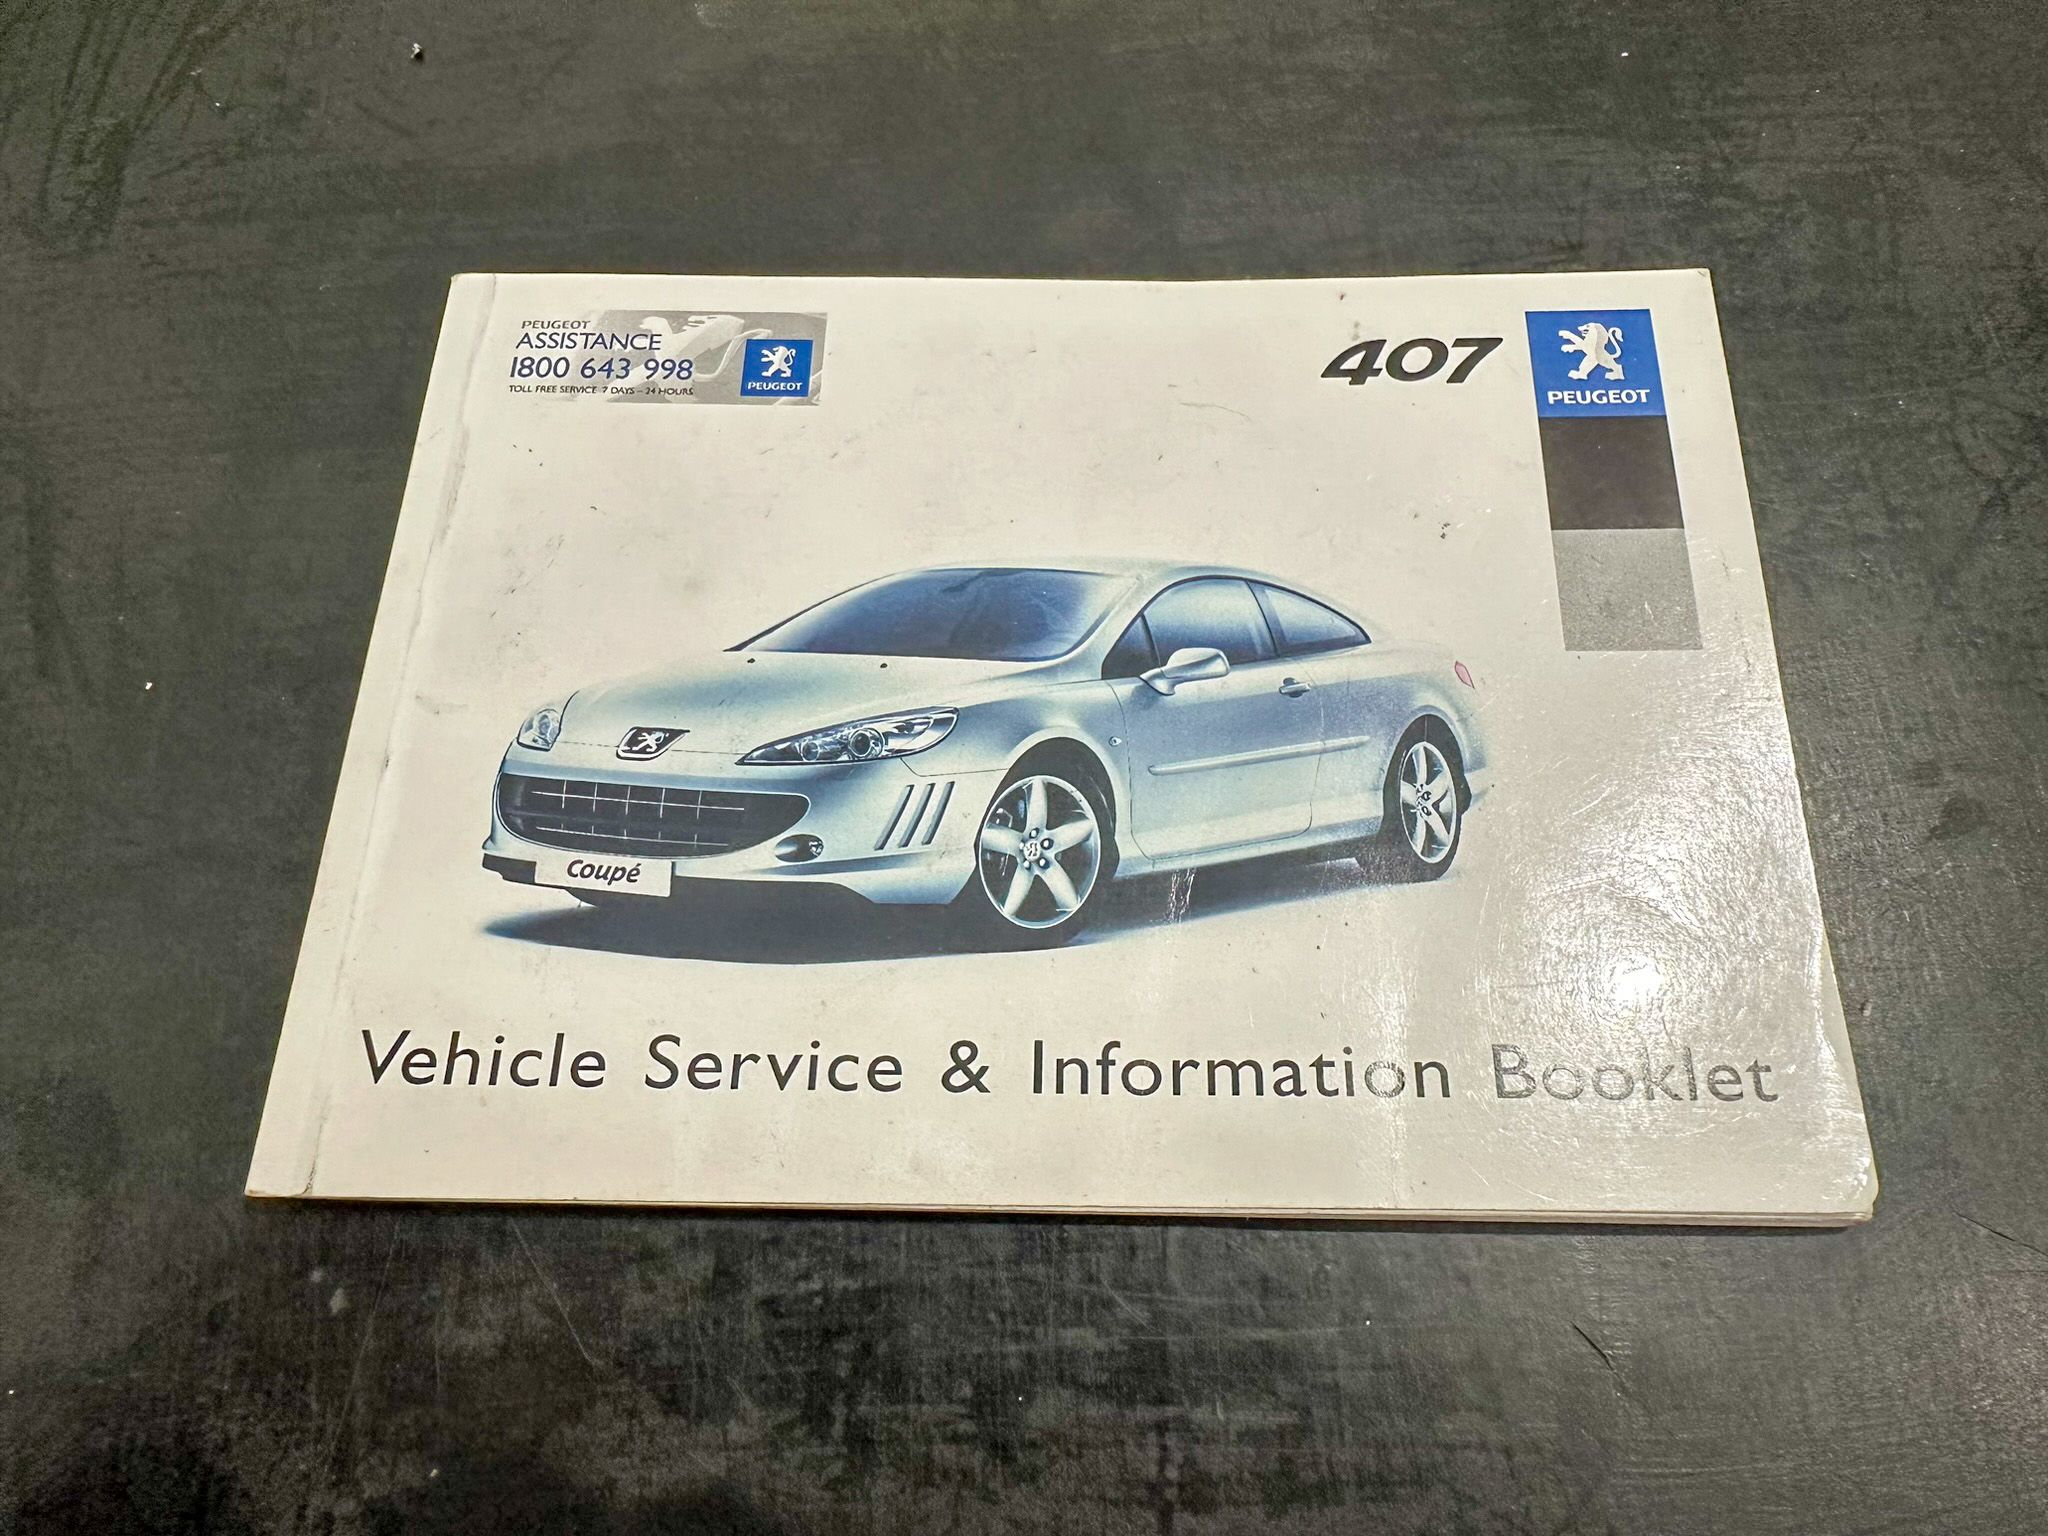 PEUGEOT
ASSISTANCE
1800 643 998
TOLL FREE SERVICE 7 DAYS – 24 HOURS
PEUGEOT
407
PEUGEOT
Coupé
Vehicle Service & Information Booklet